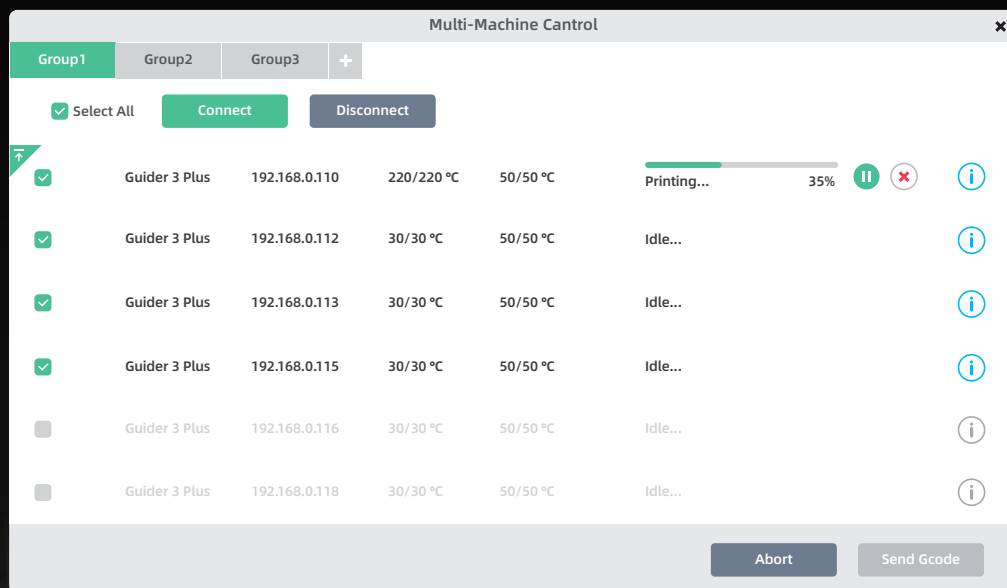 Multi-Machine Cantrol
Group1 Group2 Group3
Select All Connect Disconnect
Guider 3 Plus 192.168.0.110 220/220 ℃ 50/50 ℃ Printing... 35%
Guider 3 Plus 192.168.0.112 30/30 ℃ 50/50 ℃ Idle...
Guider 3 Plus 192.168.0.113 30/30 ℃ 50/50 ℃ Idle...
Guider 3 Plus 192.168.0.115 30/30 ℃ 50/50 ℃ Idle...
Guider 3 Plus 192.168.0.116 30/30 ℃ 50/50 ℃ Idle...
Guider 3 Plus 192.168.0.118 30/30 ℃ 50/50 ℃ Idle...
Abort Send Gcode